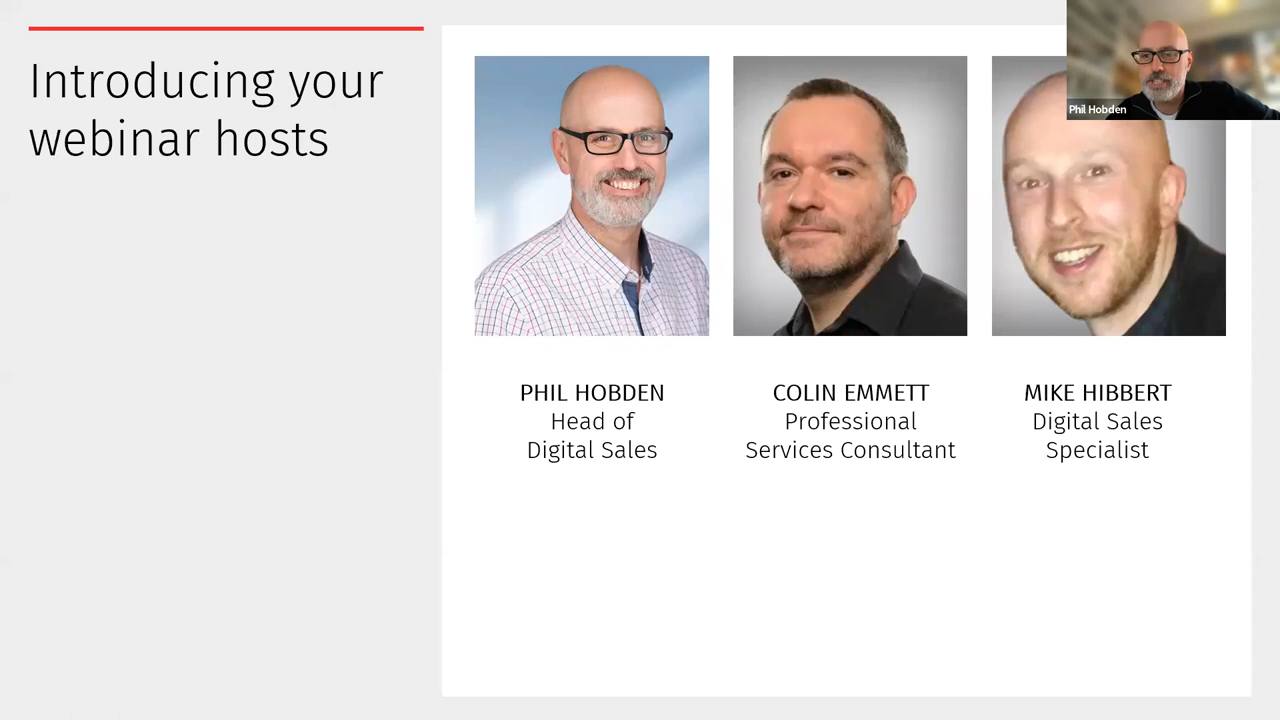 Introducing your
webinar hosts
Phil Hobden
PHIL HOBDEN
Head of
Digital Sales
COLIN EMMETT
Professional
Services Consultant
MIKE HIBBERT
Digital Sales
Specialist